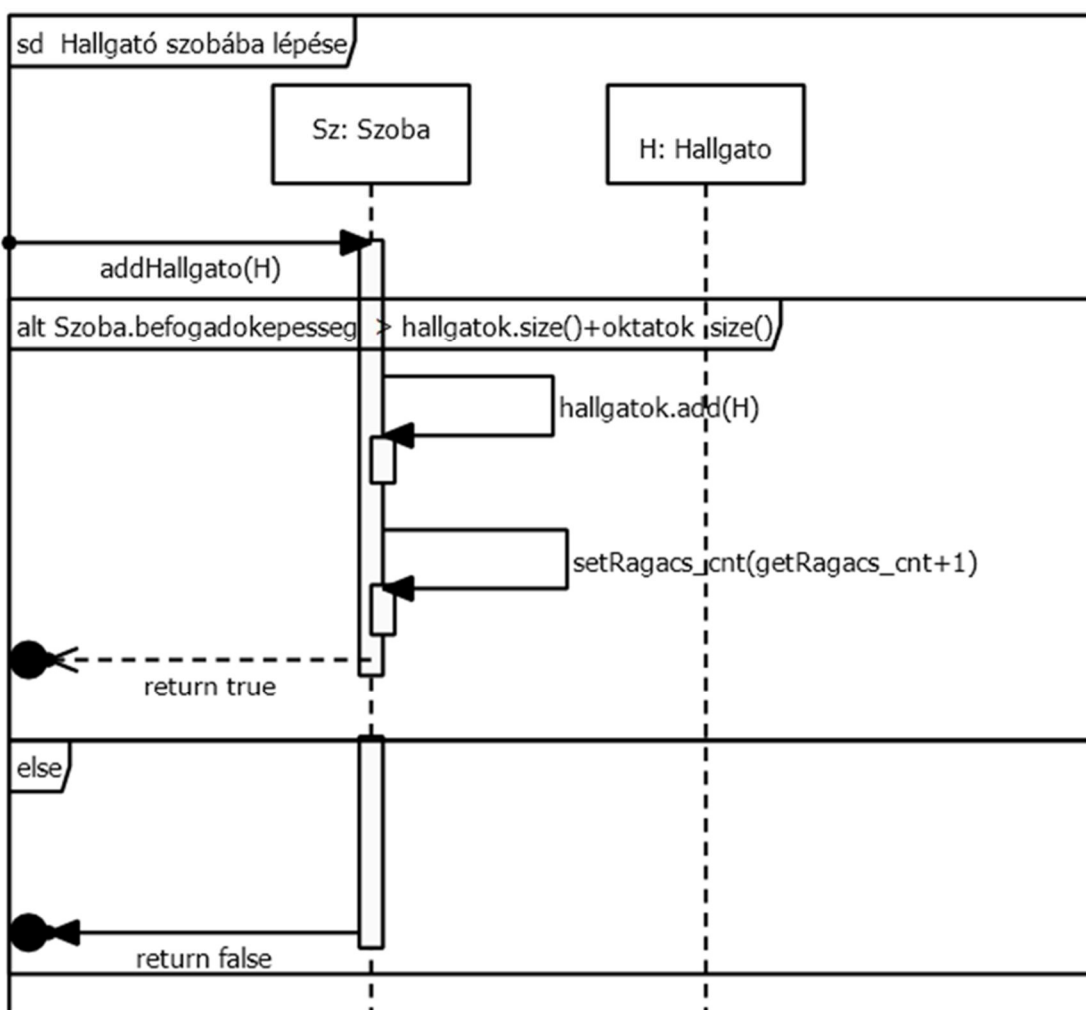 sd Hallgató szobába lépése
Sz: Szoba
H: Hallgato
addHallgato(H)
alt Szoba.befogadokepesseg > hallgatok.size()+oktatok size()
hallgatok.add(H)
setRagacs_cnt(getRagacs_cnt+1)
return true
else
return false